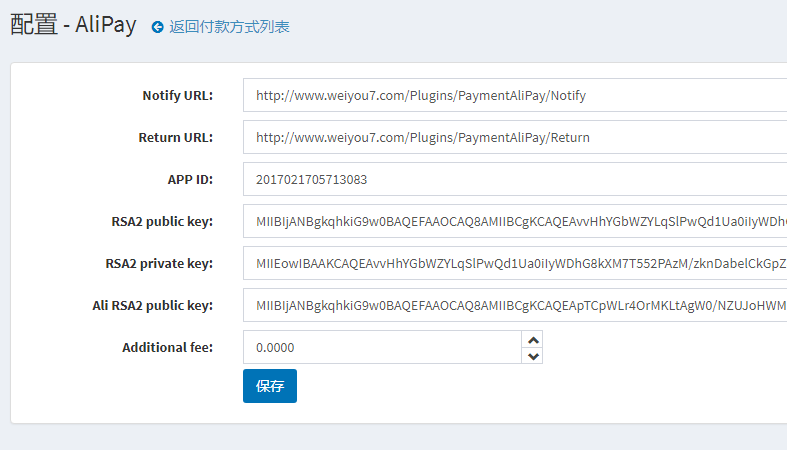 配置 - AliPay 返回付款方式列表
Notify URL: http://www.weiyou7.com/Plugins/PaymentAliPay/Notify
Return URL: http://www.weiyou7.com/Plugins/PaymentAliPay/Return
APP ID: 2017021705713083
RSA2 public key: MIIBIjANBgkqhkiG9w0BAQEFAAOCAQ8AMIIBCgKCAQEAvvHhYGbWZYLqSlPwQd1Ua0iIyWDh
RSA2 private key: MIIEowIBAAKCAQEAvvHhYGbWZYLqSlPwQd1Ua0iIyWDhG8kXM7T552PAzM/zknDabelCkGpZ
Ali RSA2 public key: MIIBIjANBgkqhkiG9w0BAQEFAAOCAQ8AMIIBCgKCAQEApTCpWLr4OrMKLtAgW0/NZUJoHWM
Additional fee: 0.0000
保存